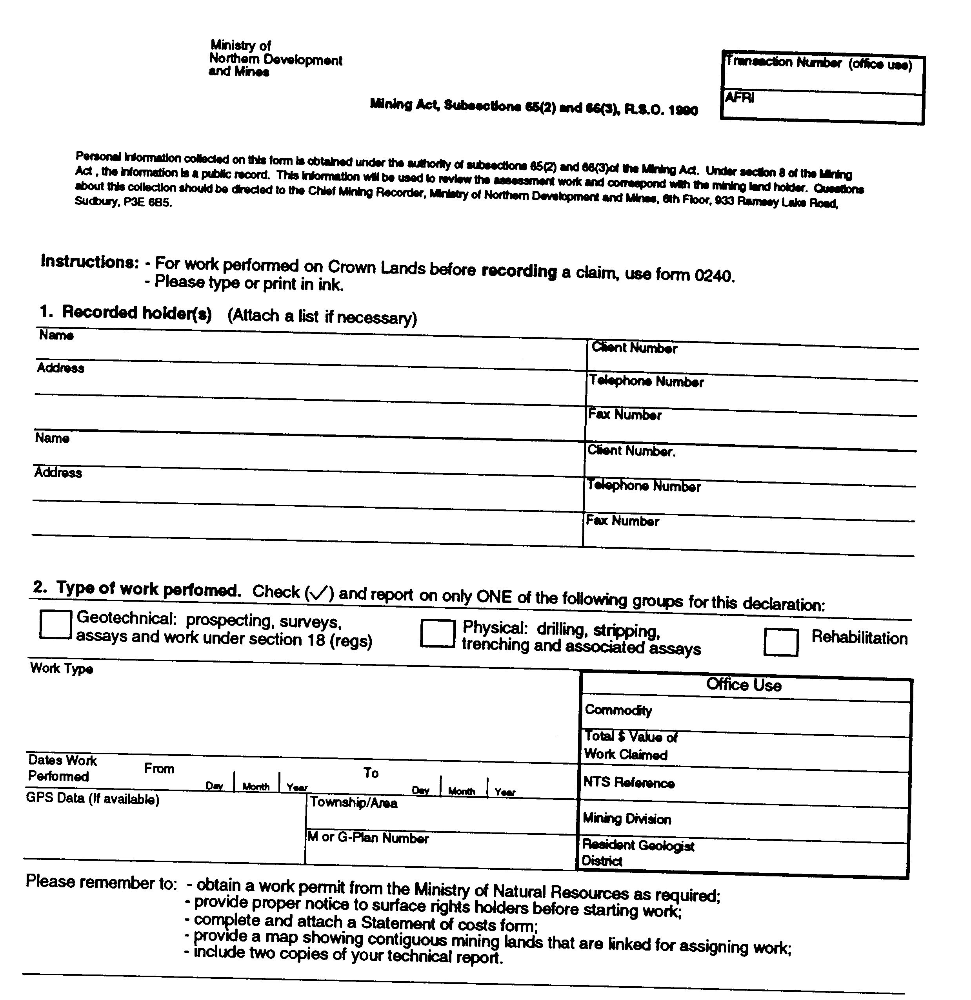 Ministry of
Northern Development
and Mines
Transaction Number (office use)
AFRI
Mining Act, Subsections 65(2) and 66(3), R.S.O. 1990
Personal information collected on this form is obtained under the authority of subsections 65(2) and 66(3)of the Mining Act. Under section 8 of the Mining
Act , the information is a public record. This information will be used to review the assessment work and correspond with the mining land holder. Questions
about this collection should be directed to the Chief Mining Recorder, Ministry of Northern Development and Mines, 6th Floor, 933 Ramsey Lake Road,
Sudbury, P3E 6B5.
Instructions: - For work performed on Crown Lands before recording a claim, use form 0240.
- Please type or print in ink.
1. Recorded holder(s) (Attach a list if necessary)
Name
Client Number
Address
Telephone Number
Fax Number
Name
Client Number.
Address
Telephone Number
Fax Number
2. Type of work perfomed. Check (✓) and report on only ONE of the following groups for this declaration:
Geotechnical: prospecting, surveys,
assays and work under section 18 (regs)
Physical: drilling, stripping,
trenching and associated assays
Rehabilitation
Work Type
Office Use
Commodity
Total $ Value of
Work Claimed
Dates Work
Performed
From
Day
Month
Year
To
Day
Month
Year
NTS Reference
GPS Data (If available)
Township/Area
Mining Division
M or G-Plan Number
Resident Geologist
District
Please remember to: - obtain a work permit from the Ministry of Natural Resources as required;
- provide proper notice to surface rights holders before starting work;
- complete and attach a Statement of costs form;
- provide a map showing contiguous mining lands that are linked for assigning work;
- include two copies of your technical report.